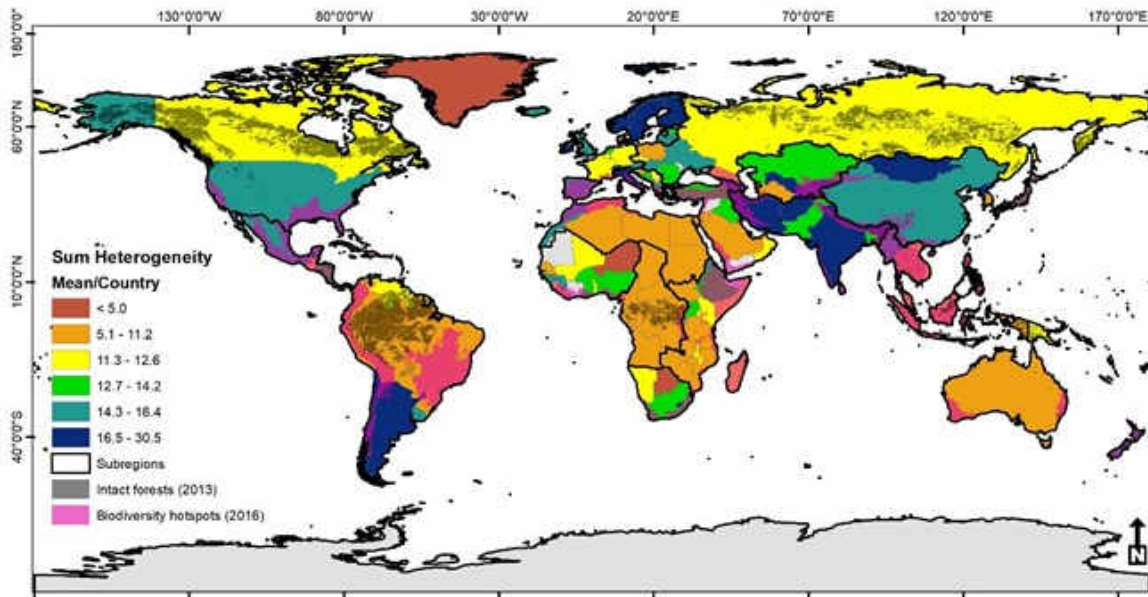 130°0'0"W 80°0'0"W 30°0'0"W 20°0'0"E 70°0'0"E 120°0'0"E 170°0'0"E
180°0'0"
60°0'0"N
10°0'0"N
40°0'0"S
Sum Heterogeneity
Mean/Country
< 5.0
5.1 - 11.2
11.3 - 12.6
12.7 - 14.2
14.3 - 16.4
16.5 - 30.5
Subregions
Intact forests (2013)
Biodiversity hotspots (2016)
N